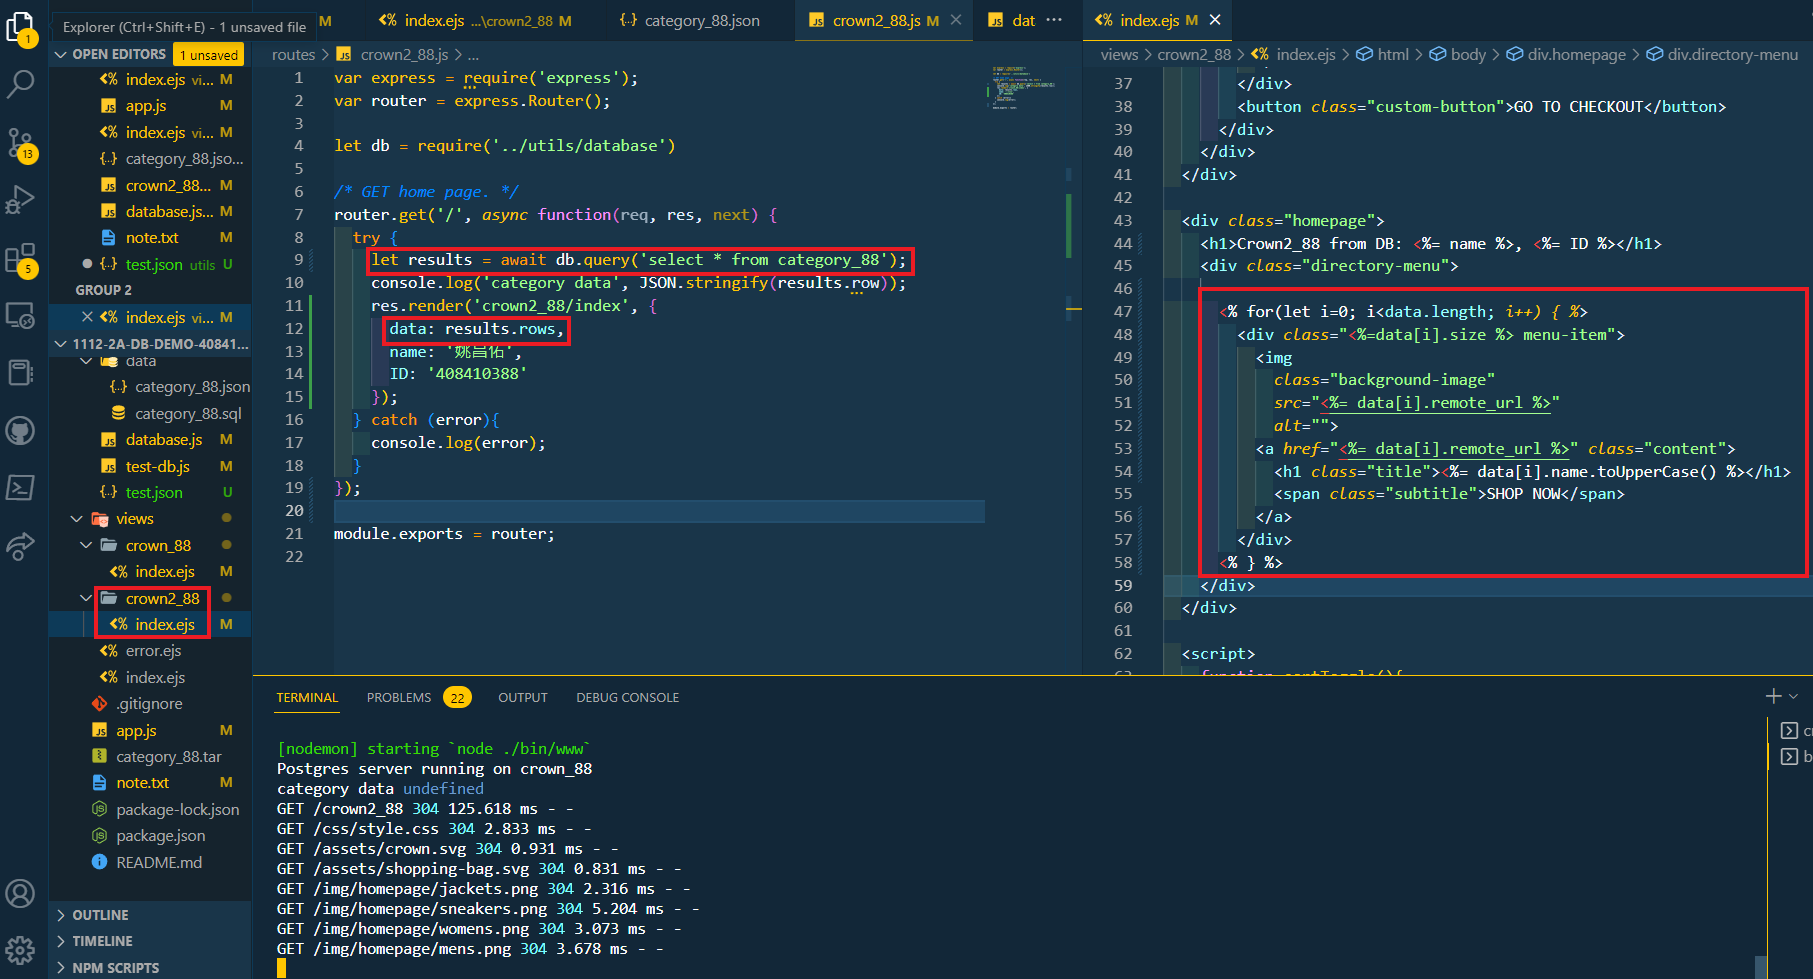 Explorer (Ctrl+Shift+E) - 1 unsaved file
1
13
5
OPEN EDITORS 1 unsaved
index.ejs vi... M
app.js M
index.ejs vi... M
category_88.jso...
crown2_88... M
database.js... M
note.txt M
test.json utils U
GROUP 2
index.ejs vi... M
1112-2A-DB-DEMO-40841...
data
category_88.json
category_88.sql
database.js M
test-db.js M
test.json U
views
crown_88
index.ejs M
crown2_88
index.ejs M
error.ejs
index.ejs
.gitignore
app.js M
category_88.tar
note.txt M
package-lock.json
package.json
README.md
OUTLINE
TIMELINE
NPM SCRIPTS
M index.ejs ...\crown2_88 M category_88.json crown2_88.js M dat ...
routes > crown2_88.js > ...
1 var express = require('express');
2 var router = express.Router();
3
4 let db = require('../utils/database')
5
6 /* GET home page. */
7 router.get('/', async function(req, res, next) {
8 try {
9 let results = await db.query('select * from category_88');
10 console.log('category data', JSON.stringify(results.row));
11 res.render('crown2_88/index', {
12 data: results.rows,
13 name: '姚昌佑',
14 ID: '408410388'
15 });
16 } catch (error){
17 console.log(error);
18 }
19 });
20
21 module.exports = router;
22
index.ejs M
views > crown2_88 > index.ejs > html > body > div.homepage > div.directory-menu
37 </div>
38 <button class="custom-button">GO TO CHECKOUT</button>
39 </div>
40 </div>
41 </div>
42
43 <div class="homepage">
44 <h1>Crown2_88 from DB: <%= name %>, <%= ID %></h1>
45 <div class="directory-menu">
46
47 <% for(let i=0; i<data.length; i++) { %>
48 <div class="<%=data[i].size %> menu-item">
49 <img
50 class="background-image"
51 src="<%= data[i].remote_url %>"
52 alt="">
53 <a href="<%= data[i].remote_url %>" class="content">
54 <h1 class="title"><%= data[i].name.toUpperCase() %></h1>
55 <span class="subtitle">SHOP NOW</span>
56 </a>
57 </div>
58 <% } %>
59 </div>
60 </div>
61
62 <script>
63 function cartToggle(){
TERMINAL PROBLEMS 22 OUTPUT DEBUG CONSOLE
[nodemon] starting `node ./bin/www`
Postgres server running on crown_88
category data undefined
GET /crown2_88 304 125.618 ms - -
GET /css/style.css 304 2.833 ms - -
GET /assets/crown.svg 304 0.931 ms - -
GET /assets/shopping-bag.svg 304 0.831 ms - -
GET /img/homepage/jackets.png 304 2.316 ms - -
GET /img/homepage/sneakers.png 304 5.204 ms - -
GET /img/homepage/womens.png 304 3.073 ms - -
GET /img/homepage/mens.png 304 3.678 ms - -